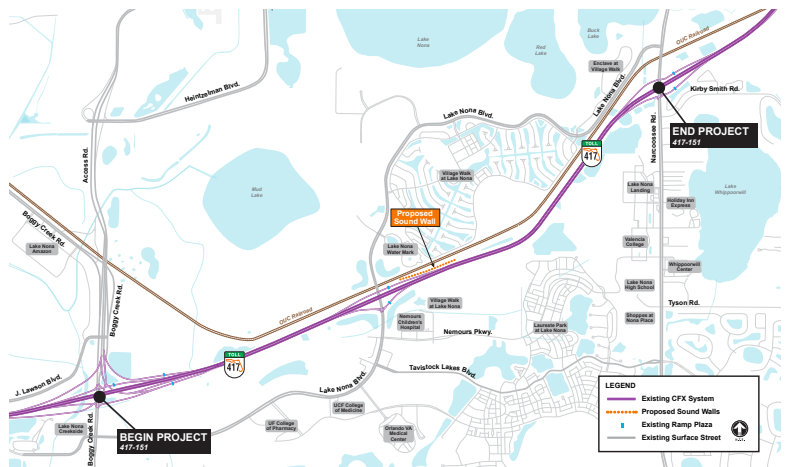 Lake
Nona
Red
Lake
Buck
Lake
OUC Railroad
Enclave at
Village Walk
Heintzelman Blvd.
Lake Nona Blvd.
Lake Nona Blvd.
Kirby Smith Rd.
END PROJECT
417-151
TOLL
417
Access Rd.
Narcoossee Rd.
Village Walk
at Lake Nona
Mud
Lake
Lake Nona
Landing
Lake
Whippoorwill
Holiday Inn
Express
Proposed
Sound Wall
Boggy Creek Rd.
Lake Nona
Amazon
Lake Nona
Water Mark
Valencia
College
Whippoorwill
Center
Lake Nona
High School
Boggy Creek Rd.
OUC Railroad
Village Walk
at Lake Nona
Tyson Rd.
Nemours
Children's
Hospital
Nemours Pkwy.
Laureate Park
at Lake Nona
Shoppes at
Nona Place
TOLL
417
J. Lawson Blvd.
Lake Nona Blvd.
Tavistock Lakes Blvd.
BEGIN PROJECT
417-151
Lake Nona
Creekside
Boggy Creek Rd.
UF College
of Pharmacy
UCF College
of Medicine
Orlando VA
Medical
Center
LEGEND
Existing CFX System
Proposed Sound Walls
Existing Ramp Plaza
Existing Surface Street